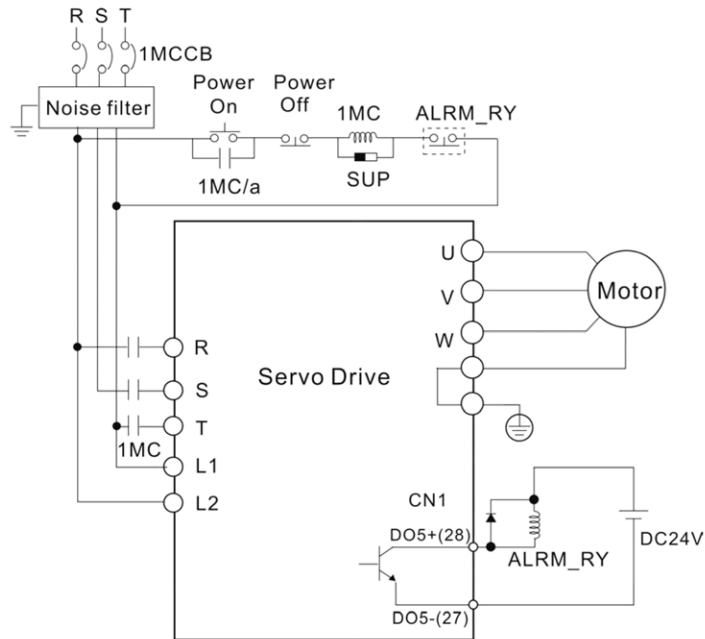 R S T
1MCCB
Noise filter
Power On
Power Off
1MC
ALRM_RY
1MC/a
SUP
U
V
W
Motor
Servo Drive
R
S
T
1MC
L1
L2
CN1
DO5+(28)
ALRM_RY
DC24V
DO5-(27)